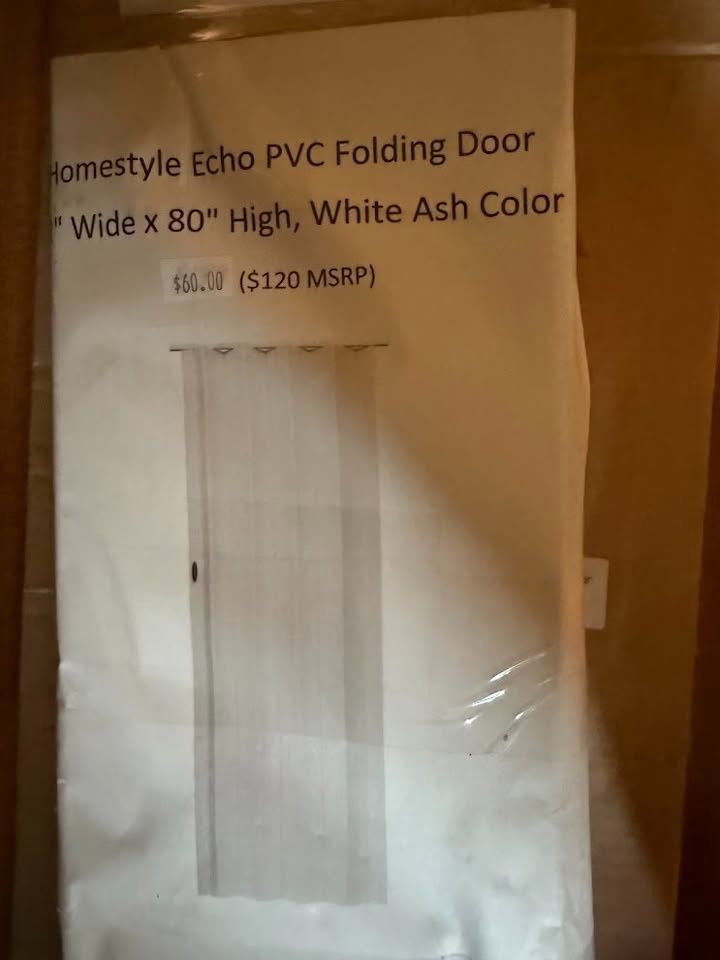 Homestyle Echo PVC Folding Door
" Wide x 80" High, White Ash Color
$60.00 ($120 MSRP)